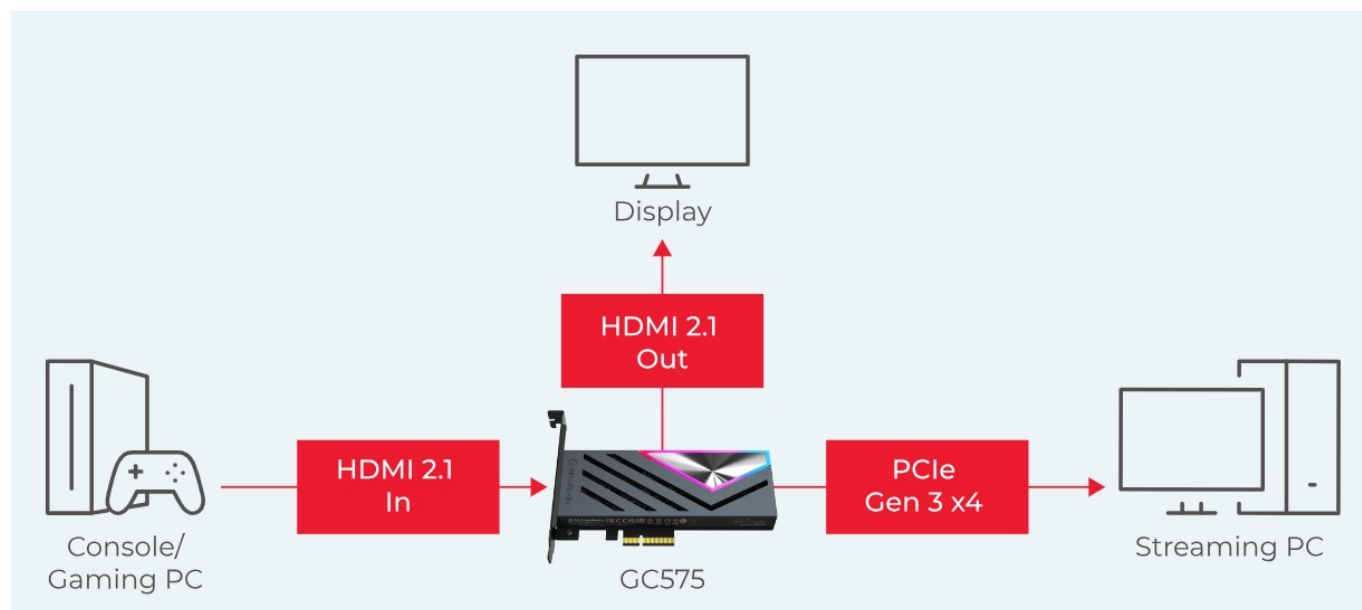 Display
HDMI 2.1
Out
HDMI 2.1
In
PCIe
Gen 3 x4
Console/
Gaming PC
GC575
Streaming PC